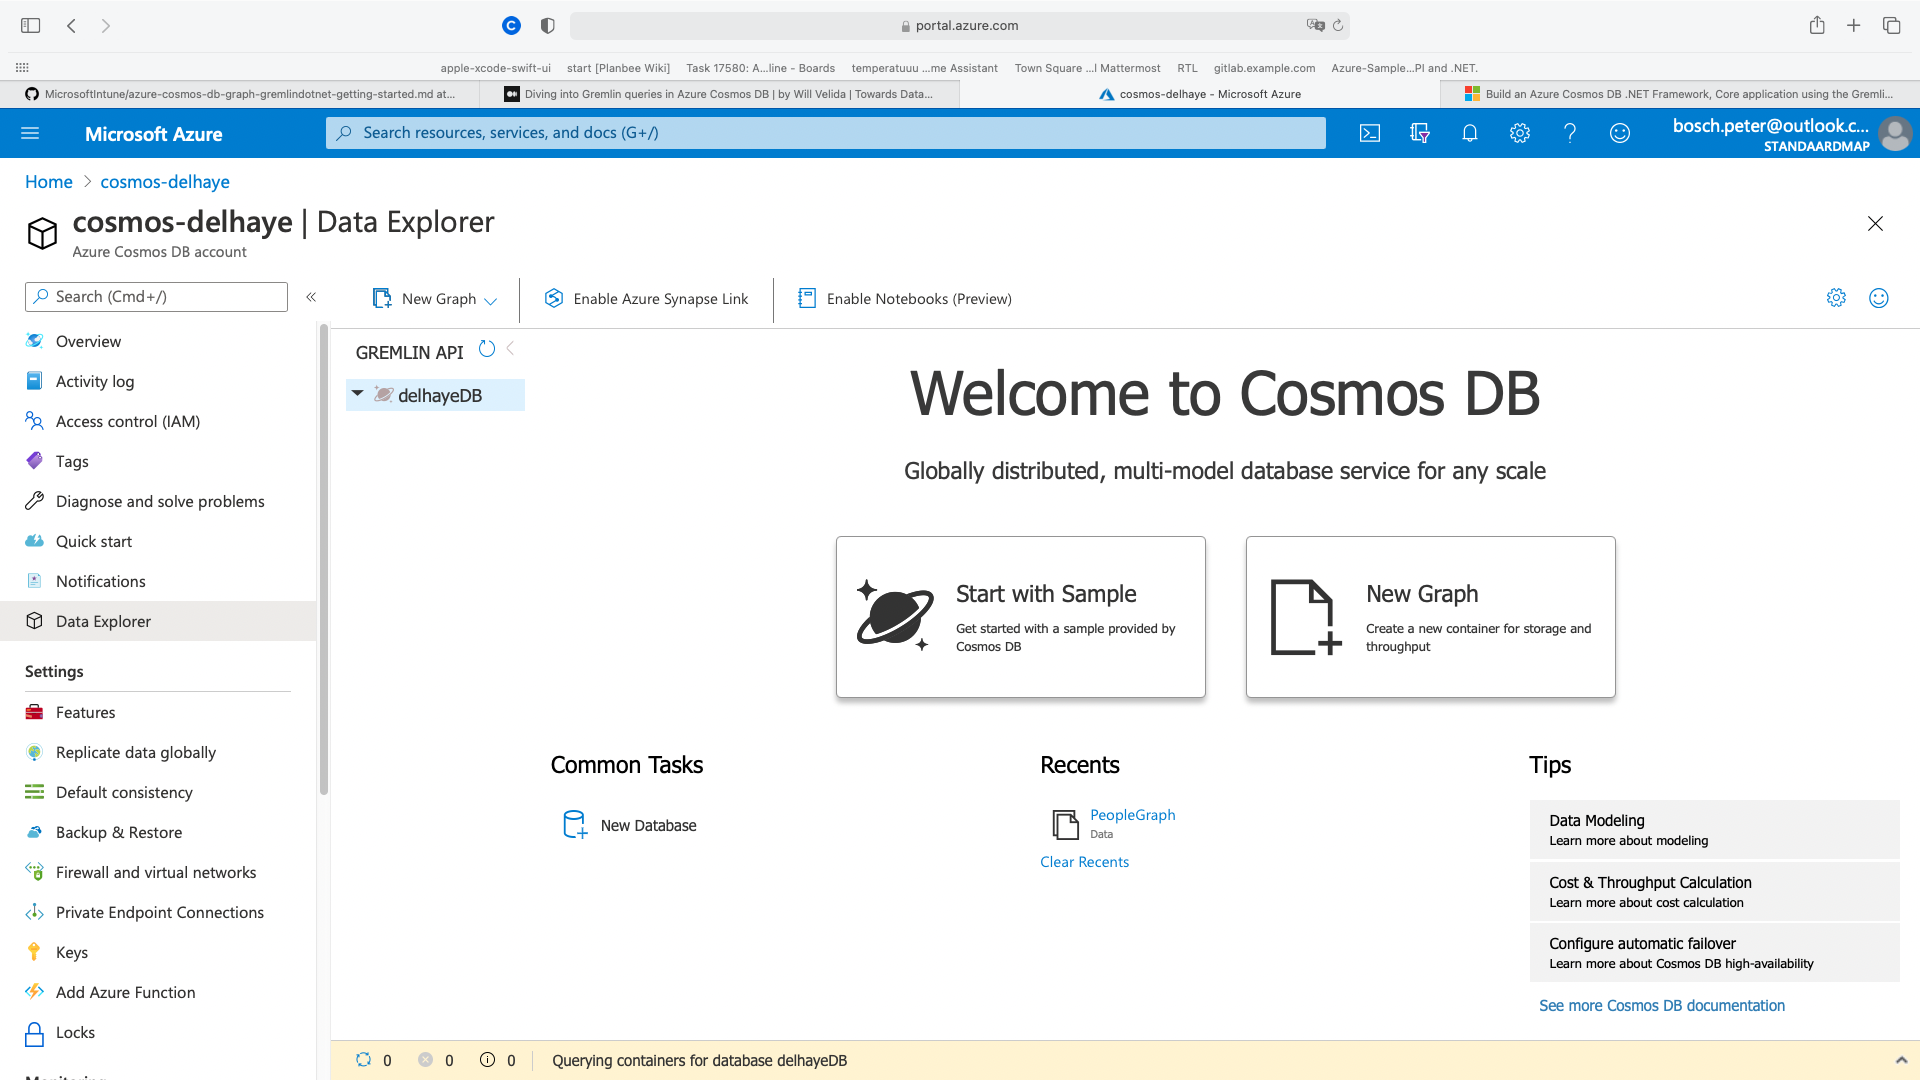 portal.azure.com
apple-xcode-swift-ui
start [Planbee Wiki]
Task 17580: A...line - Boards
temperatuuu ...me Assistant
Town Square ...l Mattermost
RTL
gitlab.example.com
Azure-Sample...PI and .NET.
MicrosoftIntune/azure-cosmos-db-graph-gremlindotnet-getting-started.md at...
Diving into Gremlin queries in Azure Cosmos DB | by Will Velida | Towards Data...
cosmos-delhaye - Microsoft Azure
Build an Azure Cosmos DB .NET Framework, Core application using the Gremli...
Microsoft Azure
Search resources, services, and docs (G+/)
bosch.peter@outlook.c...
STANDAARDMAP
Home > cosmos-delhaye
cosmos-delhaye | Data Explorer
Azure Cosmos DB account
Search (Cmd+/)
«
New Graph
Enable Azure Synapse Link
Enable Notebooks (Preview)
Overview
Activity log
Access control (IAM)
Tags
Diagnose and solve problems
Quick start
Notifications
Data Explorer
Settings
Features
Replicate data globally
Default consistency
Backup & Restore
Firewall and virtual networks
Private Endpoint Connections
Keys
Add Azure Function
Locks
Monitoring
GREMLIN API
delhayeDB
Welcome to Cosmos DB
Globally distributed, multi-model database service for any scale
Start with Sample
Get started with a sample provided by
Cosmos DB
New Graph
Create a new container for storage and
throughput
Common Tasks
New Database
Recents
PeopleGraph
Data
Clear Recents
Tips
Data Modeling
Learn more about modeling
Cost & Throughput Calculation
Learn more about cost calculation
Configure automatic failover
Learn more about Cosmos DB high-availability
See more Cosmos DB documentation
0 0 0 Querying containers for database delhayeDB